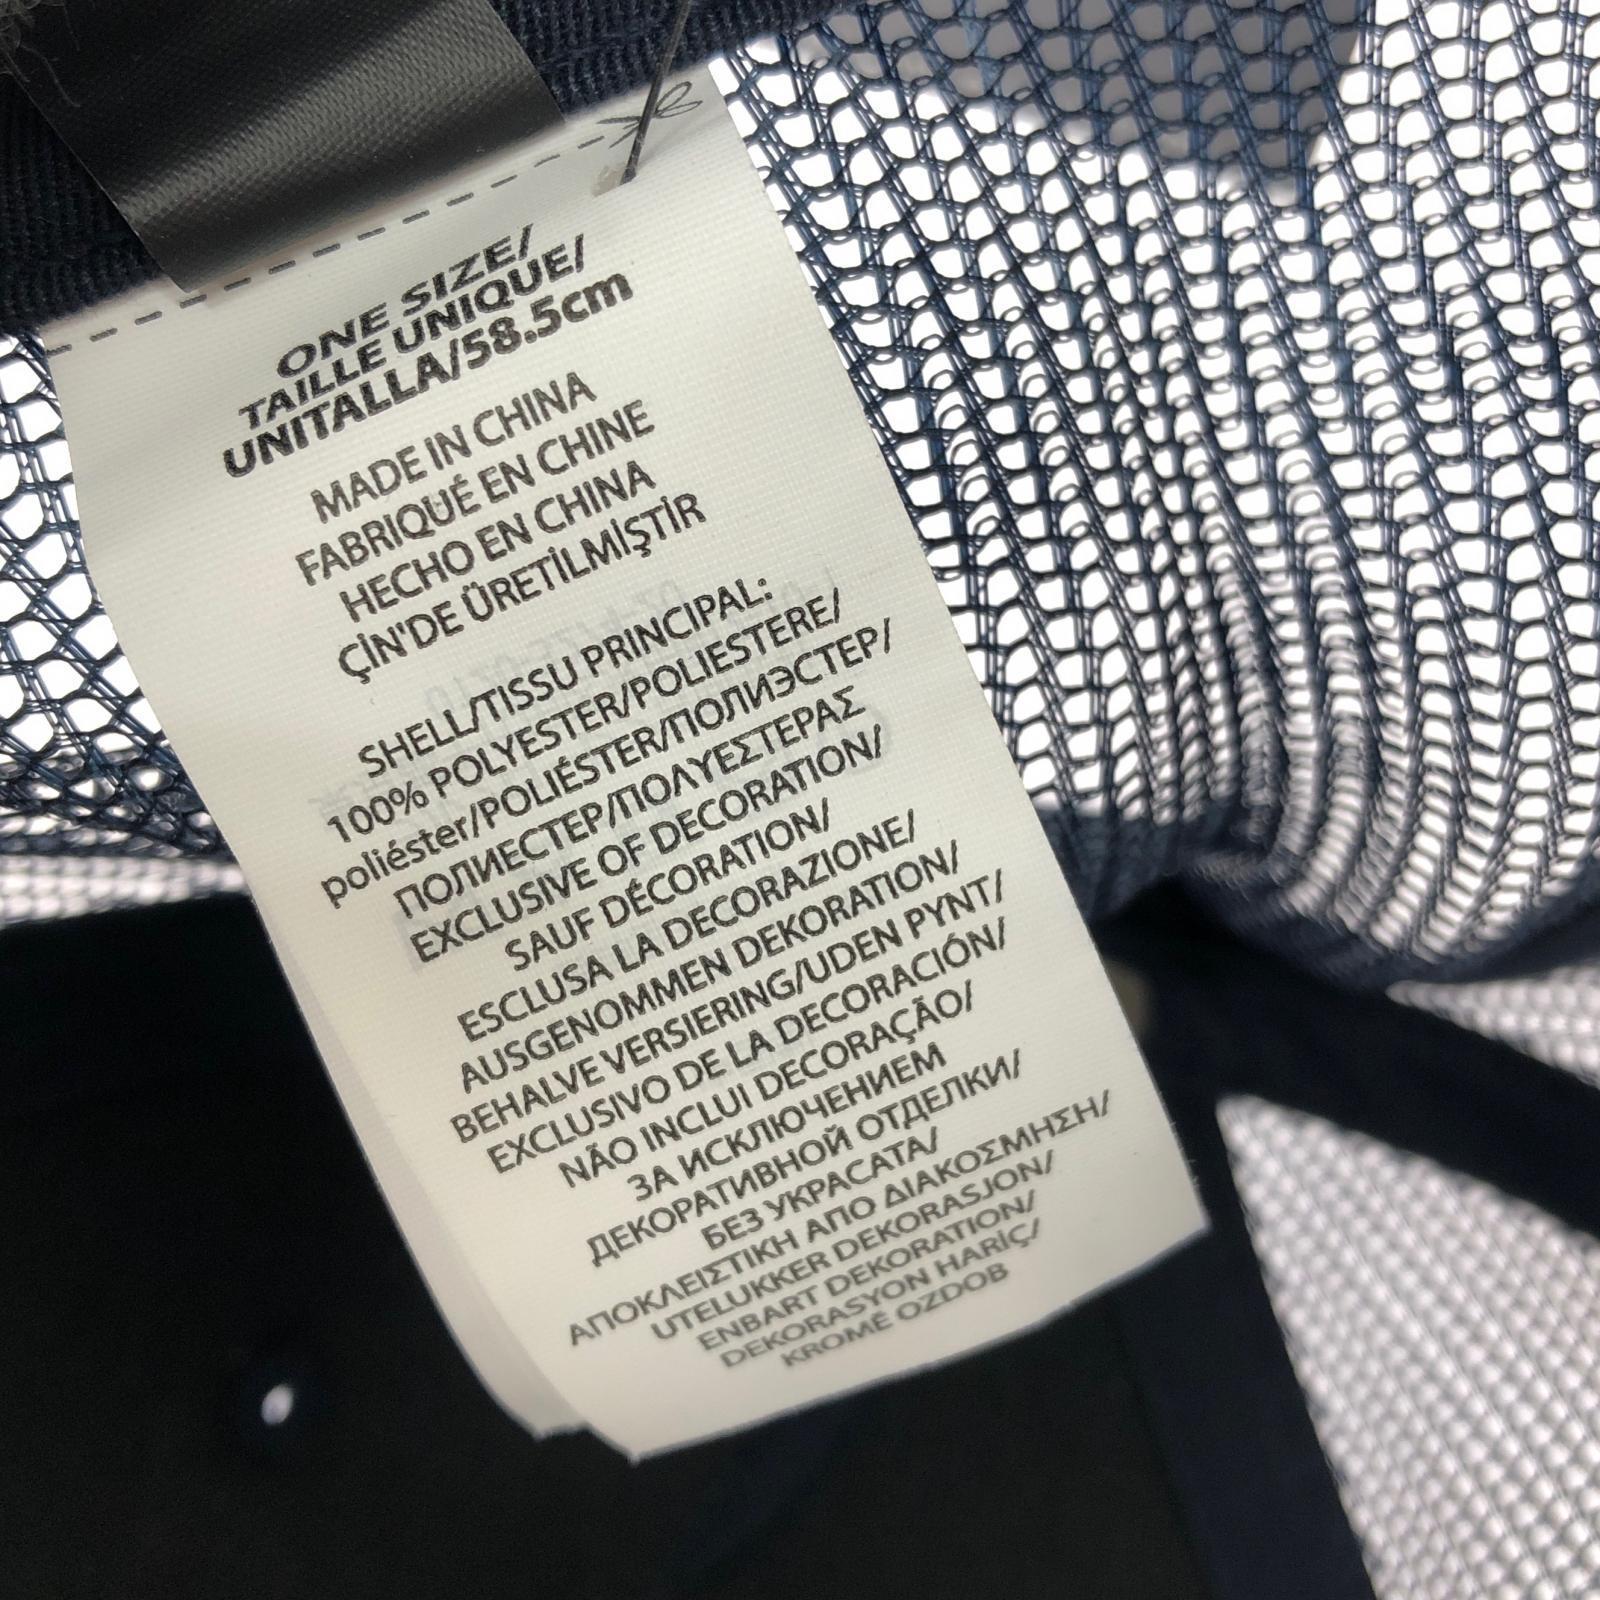 ONE SIZE/
TAILLE UNIQUE/
UNITALLA/58.5cm
MADE IN CHINA
FABRIQUÉ EN CHINE
HECHO EN CHINA
ÇİN'DE ÜRETİLMİŞTİR
SHELL/TISSU PRINCIPAL:
100% POLYESTER/POLIESTERE/
poliéster/POLIÉSTER/ПОЛИЭСТЕР/
ПОЛИЕСТЕР/ΠΟΛΥΕΣΤΕΡΑΣ
EXCLUSIVE OF DECORATION/
SAUF DÉCORATION/
ESCLUSA LA DECORAZIONE/
AUSGENOMMEN DEKORATION/
BEHALVE VERSIERING/UDEN PYNT/
EXCLUSIVO DE LA DECORACIÓN/
NÃO INCLUI DECORAÇÃO/
ЗА ИСКЛЮЧЕНИЕМ
ДЕКОРАТИВНОЙ ОТДЕЛКИ/
БЕЗ УКРАСАТА/
ΑΠΟΚΛΕΙΣΤΙΚΗ ΑΠΟ ΔΙΑΚΟΣΜΗΣΗ/
UTELUKKER DEKORASJON/
ENBART DEKORATION/
DEKORASYON HARİÇ/
KROMĚ OZDOB